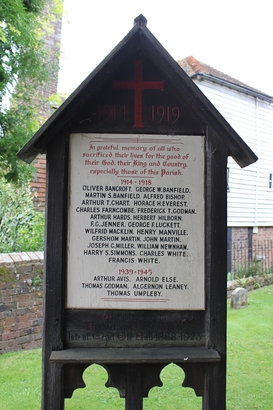 1919
In grateful memory of all who
sacrificed their lives for the good of
their God, their King and Country,
especially those of this Parish.
1914-1918
OLIVER BANCROFT. GEORGE W. BANFIELD.
MARTIN S. BANFIELD. ALFRED BISHOP.
ARTHUR T. CHART. HORACE H. EVEREST.
CHARLES FARNCOMBE. FREDERICK T. GODMAN.
ARTHUR HARDS. HERBERT HILBORN.
F.G. JENNER. GEORGE F. LUCKETT.
WILFRID MACKLIN. HENRY MANVILLE.
GERSHOM MARTIN. JOHN MARTIN.
JOSEPH C. MILLER. WILLIAM NEWNHAM.
HARRY S. SIMMONS. CHARLES WHITE.
FRANCIS WHITE.
1939-1945
ARTHUR AVIS. ARNOLD ELSE.
THOMAS GODMAN. ALGERNON LEANEY.
THOMAS UMPLEBY.